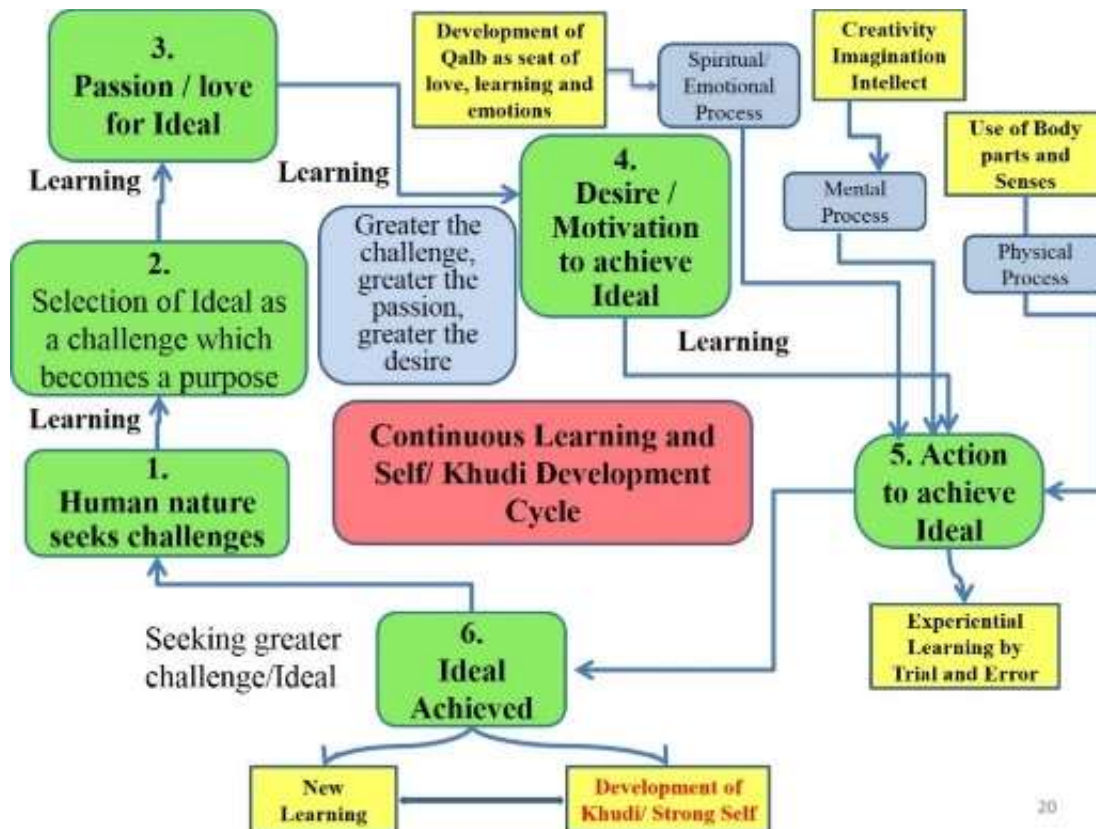 3.
Passion / love
for Ideal
Development of
Qalb as seat of
love, learning and
emotions
Spiritual/
Emotional
Process
Creativity
Imagination
Intellect
Use of Body
parts and
Senses
Learning
Learning
4.
Desire /
Motivation
to achieve
Ideal
Mental
Process
Physical
Process
2.
Selection of Ideal as
a challenge which
becomes a purpose
Greater the
challenge,
greater the
passion,
greater the
desire
Learning
Learning
1.
Human nature
seeks challenges
Continuous Learning and
Self/ Khudi Development
Cycle
5. Action
to achieve
Ideal
Seeking greater
challenge/Ideal
6.
Ideal
Achieved
Experiential
Learning by
Trial and Error
New
Learning
Development of
Khudi/ Strong Self
20